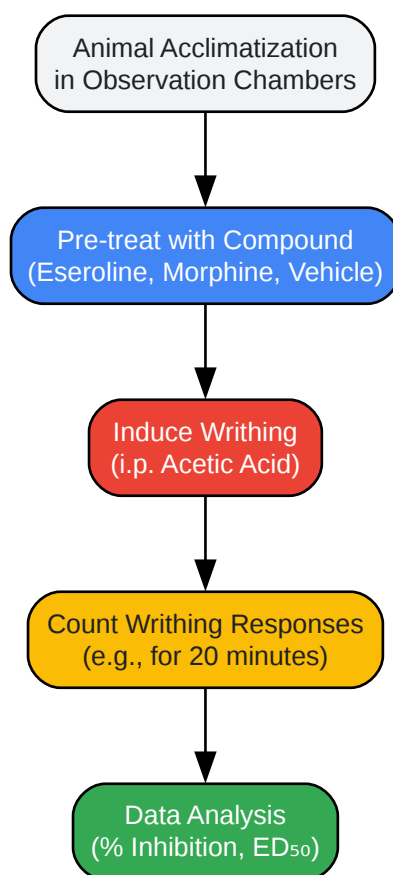 Animal Acclimatization
in Observation Chambers
Pre-treat with Compound
(Eseroline, Morphine, Vehicle)
Induce Writhing
(i.p. Acetic Acid)
Count Writhing Responses
(e.g., for 20 minutes)
Data Analysis
(% Inhibition, ED₅₀)